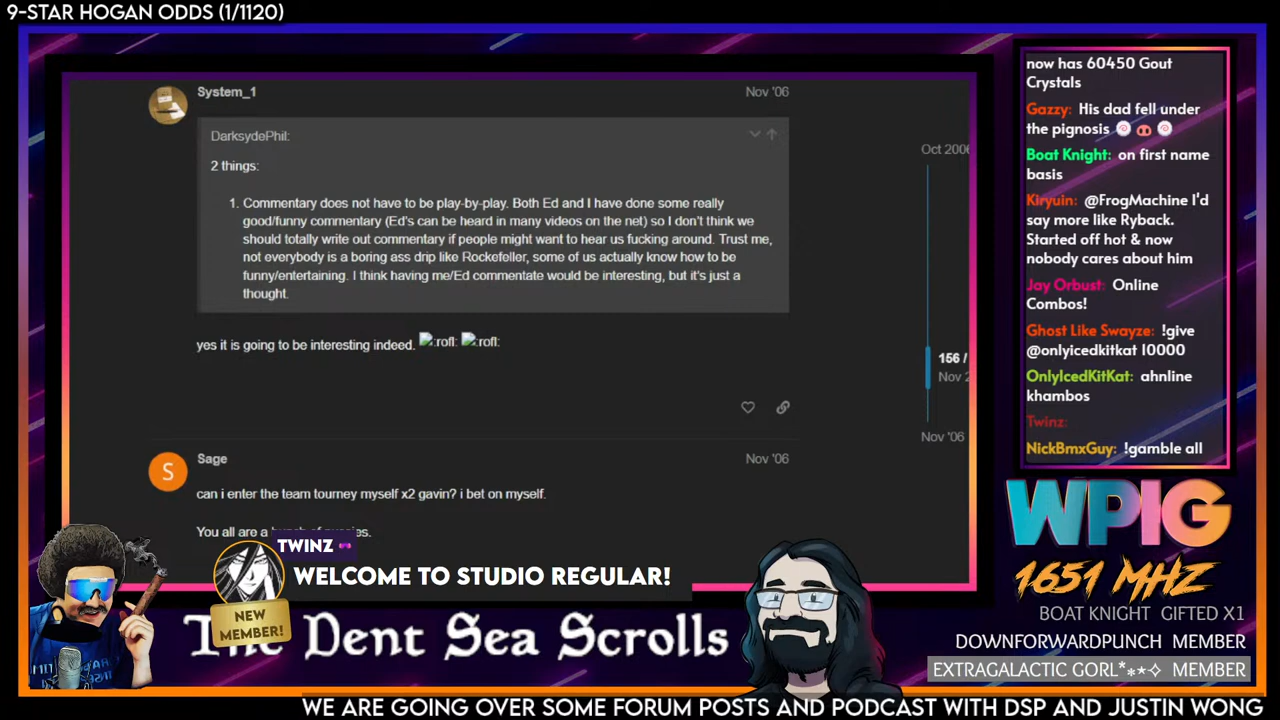 9-STAR HOGAN ODDS (1/1120)
System_1
Nov '06
DarksydePhil:
2 things:
1. Commentary does not have to be play-by-play. Both Ed and I have done some really
good/funny commentary (Ed's can be heard in many videos on the net) so I don't think we
should totally write out commentary if people might want to hear us fucking around. Trust me,
not everybody is a boring ass drip like Rockefeller, some of us actually know how to be
funny/entertaining. I think having me/Ed commentate would be interesting, but it's just a
thought.
yes it is going to be interesting indeed. :rofl: :rofl:
Oct 2006
156 /
Nov 2
Nov '06
S
Sage
Nov '06
can i enter the team tourney myself x2 gavin? i bet on myself.
You all are a
TWINZ
WELCOME TO STUDIO REGULAR!
NEW
MEMBER!
The Dent Sea Scrolls
now has 60450 Gout
Crystals
Gazzy: His dad fell under
the pignosis
Boat Knight: on first name
basis
Kiryuin: @FrogMachine I'd
say more like Ryback.
Started off hot & now
nobody cares about him
Jay Orbust: Online
Combos!
Ghost Like Swayze: !give
@onlyicedkitkat 10000
OnlyIcedKitKat: ahnline
khambos
Twinz:
NickBmxGuy: !gamble all
WPIG
1651 MHZ
BOAT KNIGHT GIFTED X1
DOWNFORWARDPUNCH MEMBER
EXTRAGALACTIC GORL*⁎⋆✧ MEMBER
WE ARE GOING OVER SOME FORUM POSTS AND PODCAST WITH DSP AND JUSTIN WONG